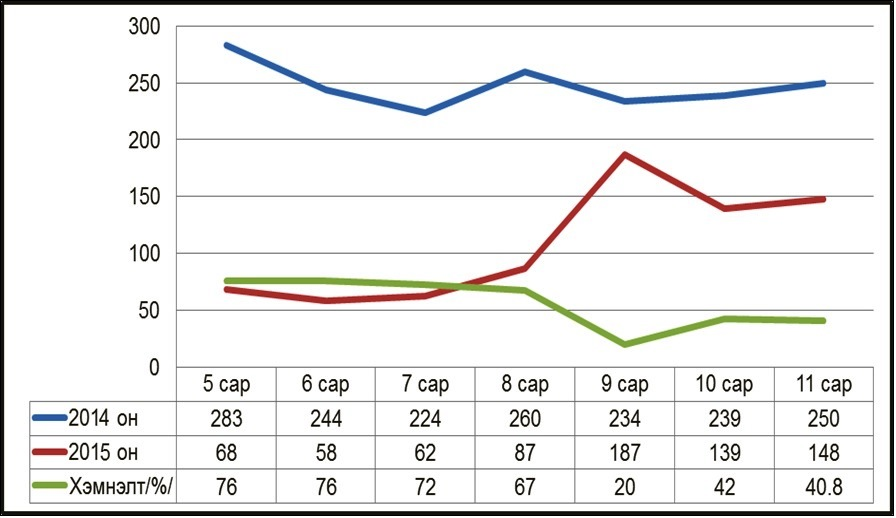 300
250
200
150
100
50
0
5 сар 6 сар 7 сар 8 сар 9 сар 10 сар 11 сар
2014 он 283 244 224 260 234 239 250
2015 он 68 58 62 87 187 139 148
Хэмнэлт/%/ 76 76 72 67 20 42 40.8